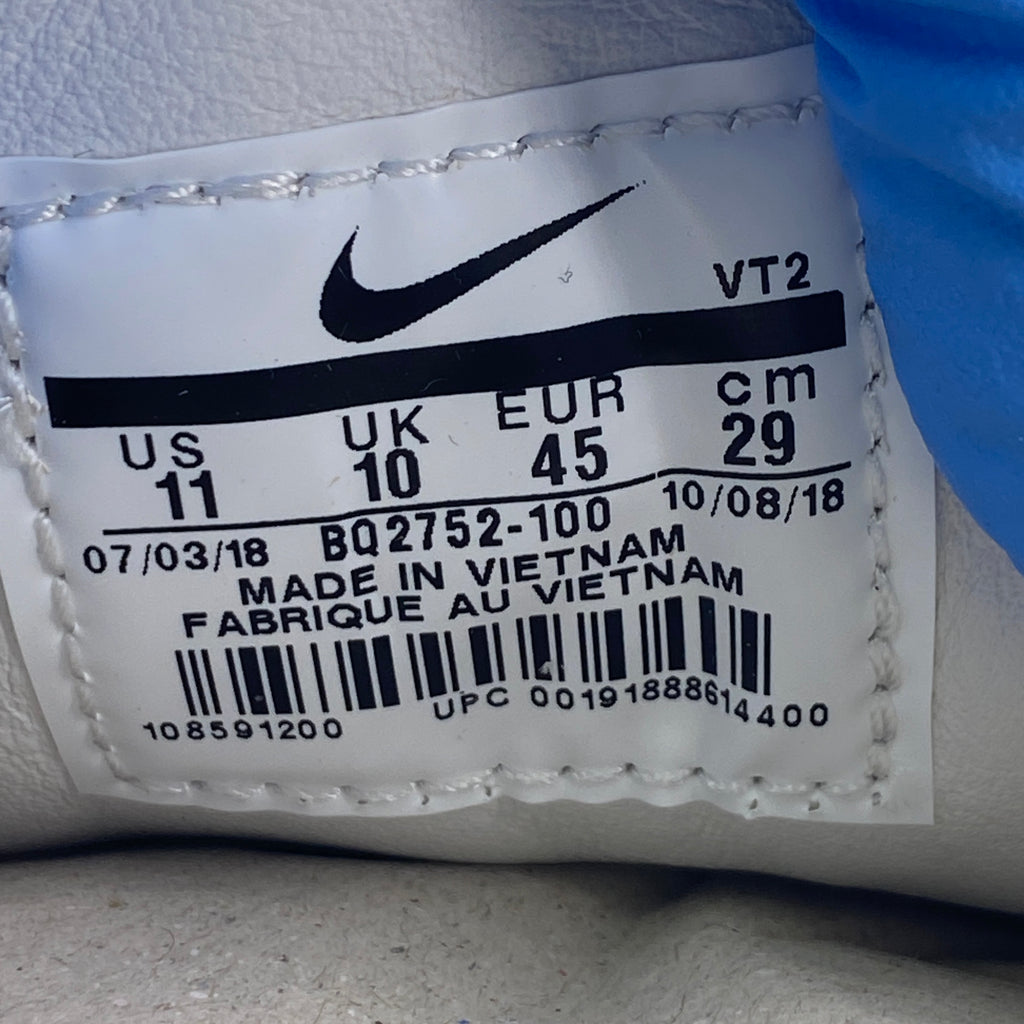 VT2
US UK EUR cm
11 10 45 29
07/03/18 BQ2752-100 10/08/18
MADE IN VIETNAM
FABRIQUE AU VIETNAM
108591200 UPC 00191888614400